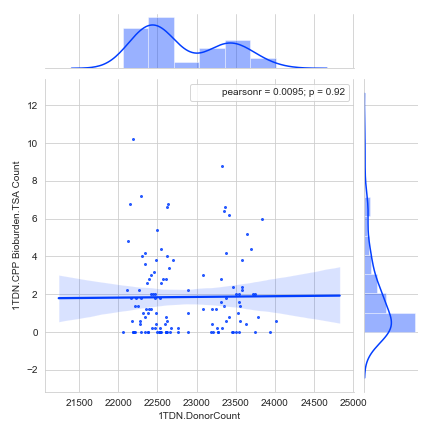 pearsonr = 0.0095; p = 0.92
12
10
8
6
4
2
0
−2
1TDN.CPP Bioburden.TSA Count
21500 22000 22500 23000 23500 24000 24500 25000
1TDN.DonorCount